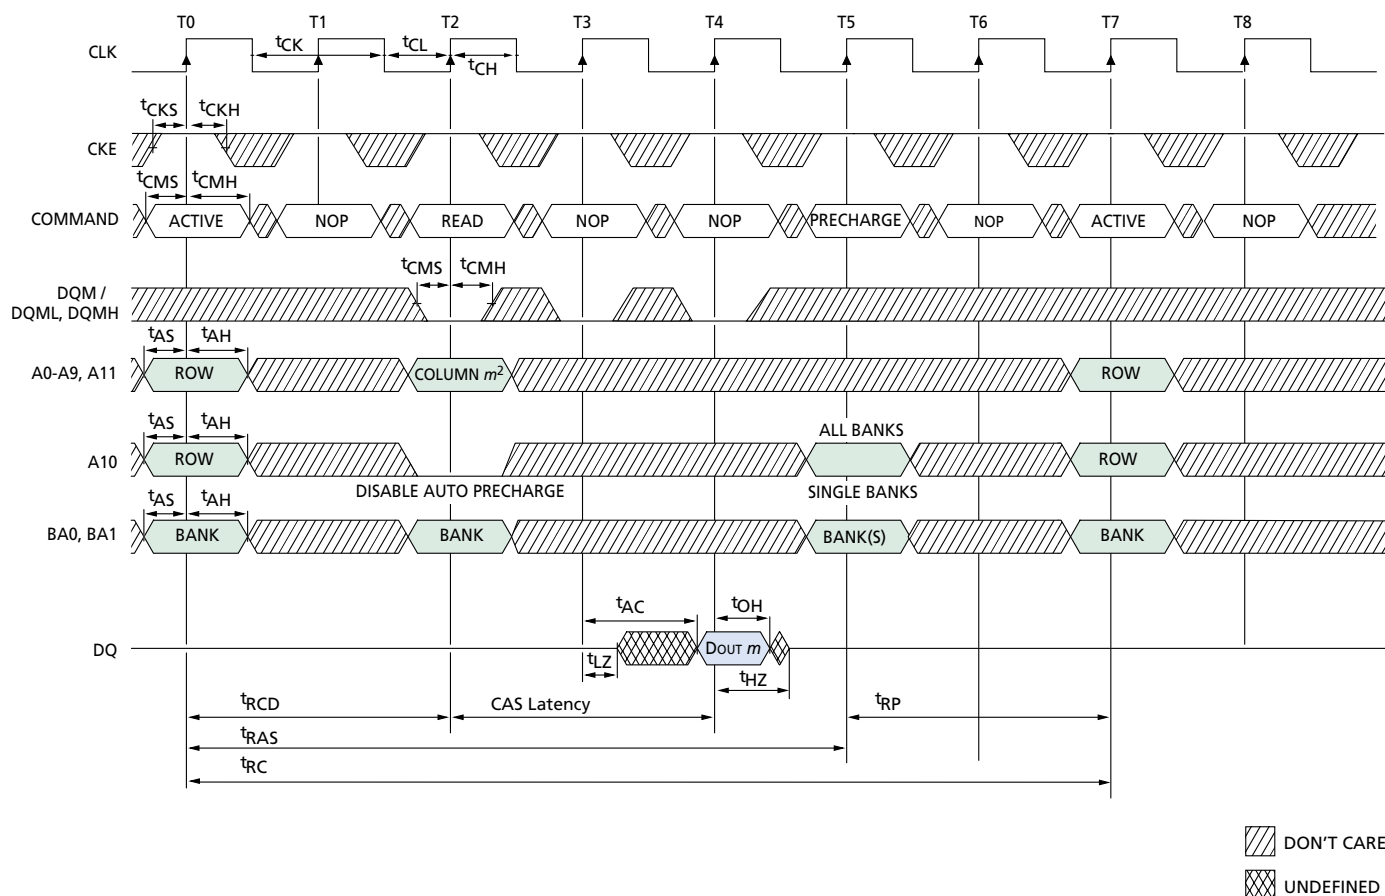 T0 T1 T2 T3 T4 T5 T6 T7 T8
CLK
tCK tCL
tCH
tCKS tCKH
CKE
tCMS tCMH
COMMAND ACTIVE NOP READ NOP NOP PRECHARGE NOP ACTIVE NOP
tCMS tCMH
DQM /
DQML, DQMH
tAS tAH
A0-A9, A11 ROW COLUMN m2 ROW
tAS tAH
ALL BANKS
A10 ROW ROW
DISABLE AUTO PRECHARGE SINGLE BANKS
tAS tAH
BA0, BA1 BANK BANK BANK(S) BANK
tAC tOH
DQ DOUT m
tLZ tHZ
tRCD CAS Latency tRP
tRAS
tRC
DON'T CARE
UNDEFINED